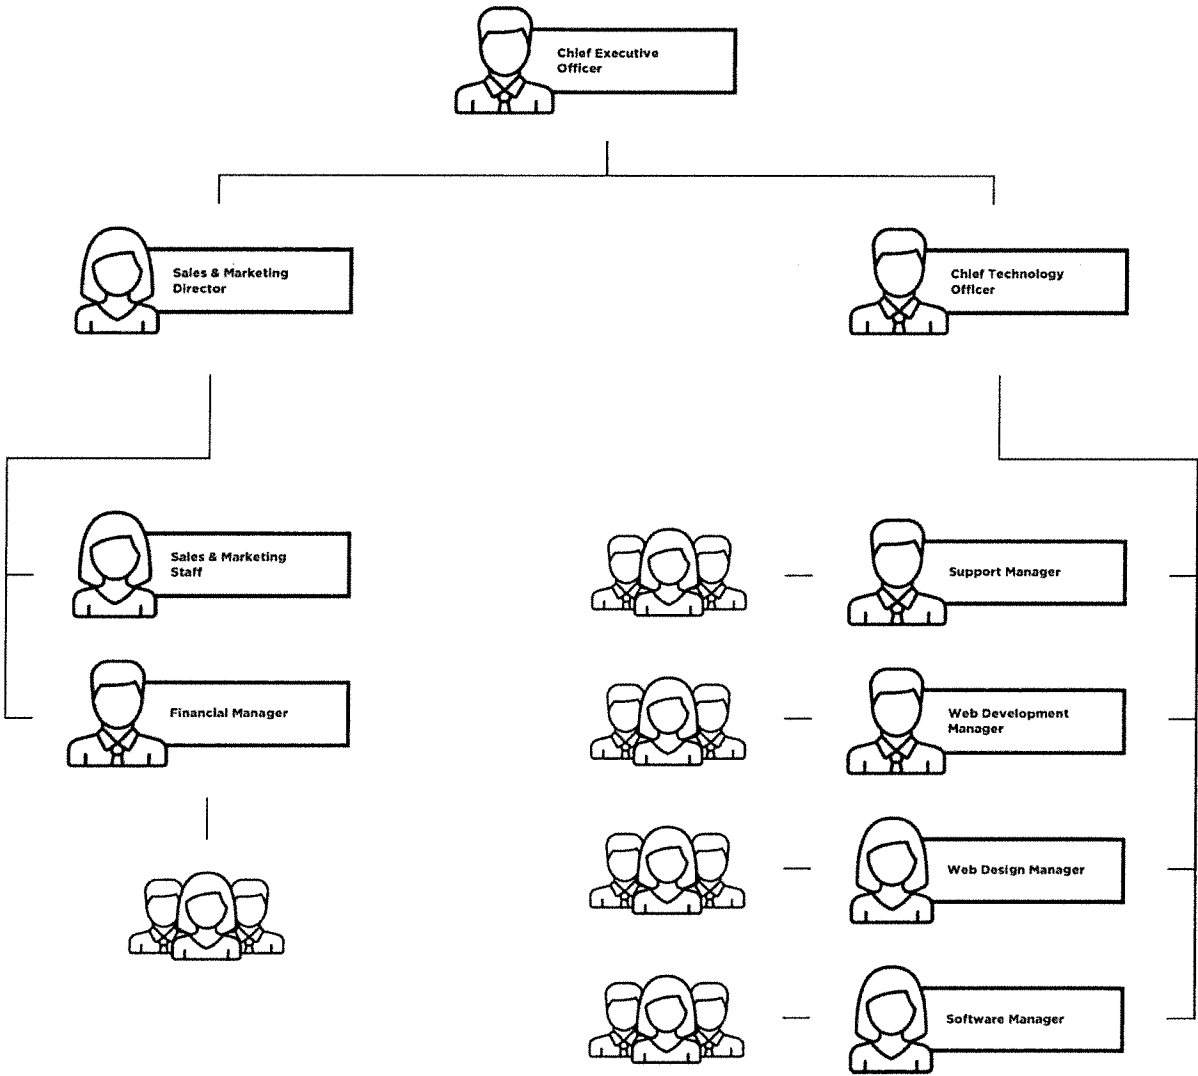 Chief Executive
Officer
Sales & Marketing
Director
Chief Technology
Officer
Sales & Marketing
Staff
Financial Manager
Support Manager
Web Development
Manager
Web Design Manager
Software Manager